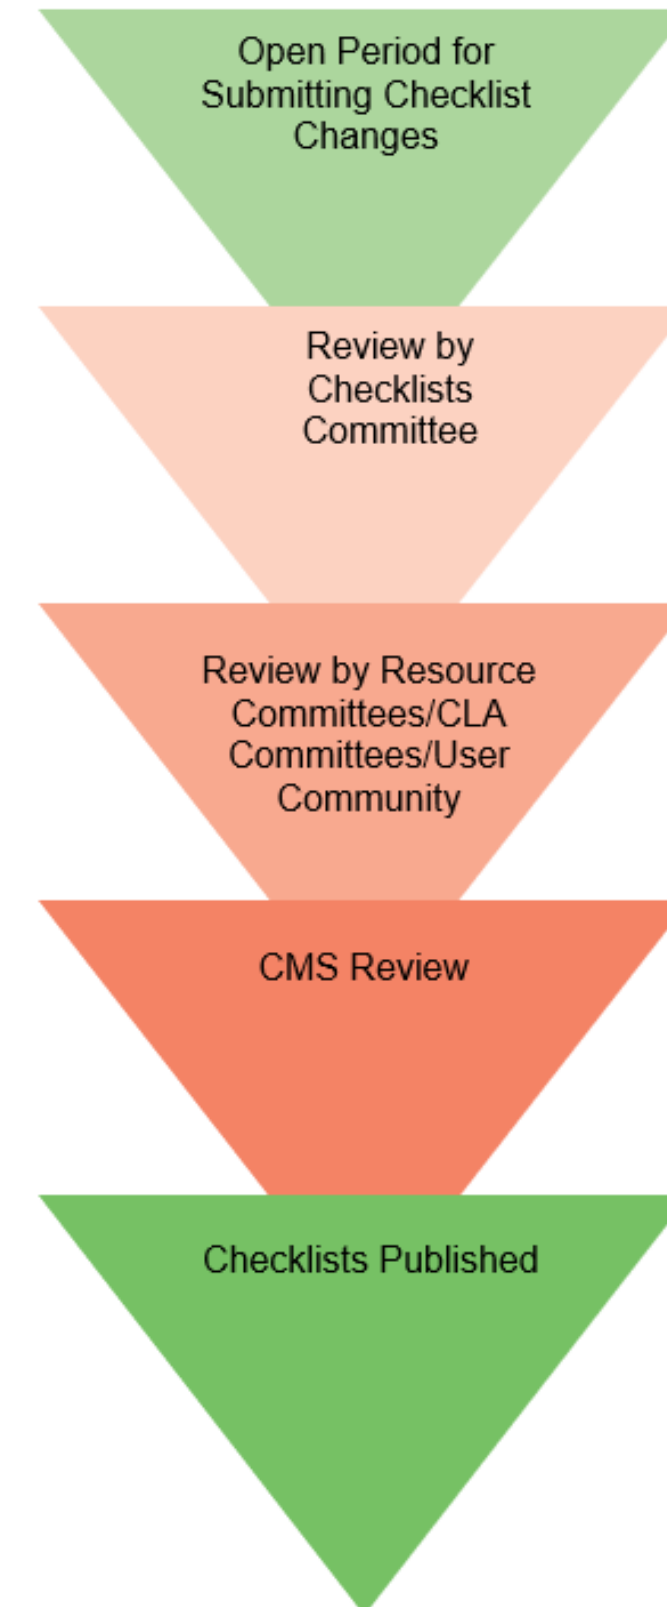 Open Period for
Submitting Checklist
Changes
Review by
Checklists
Committee
Review by Resource
Committees/CLA
Committees/User
Community
CMS Review
Checklists Published